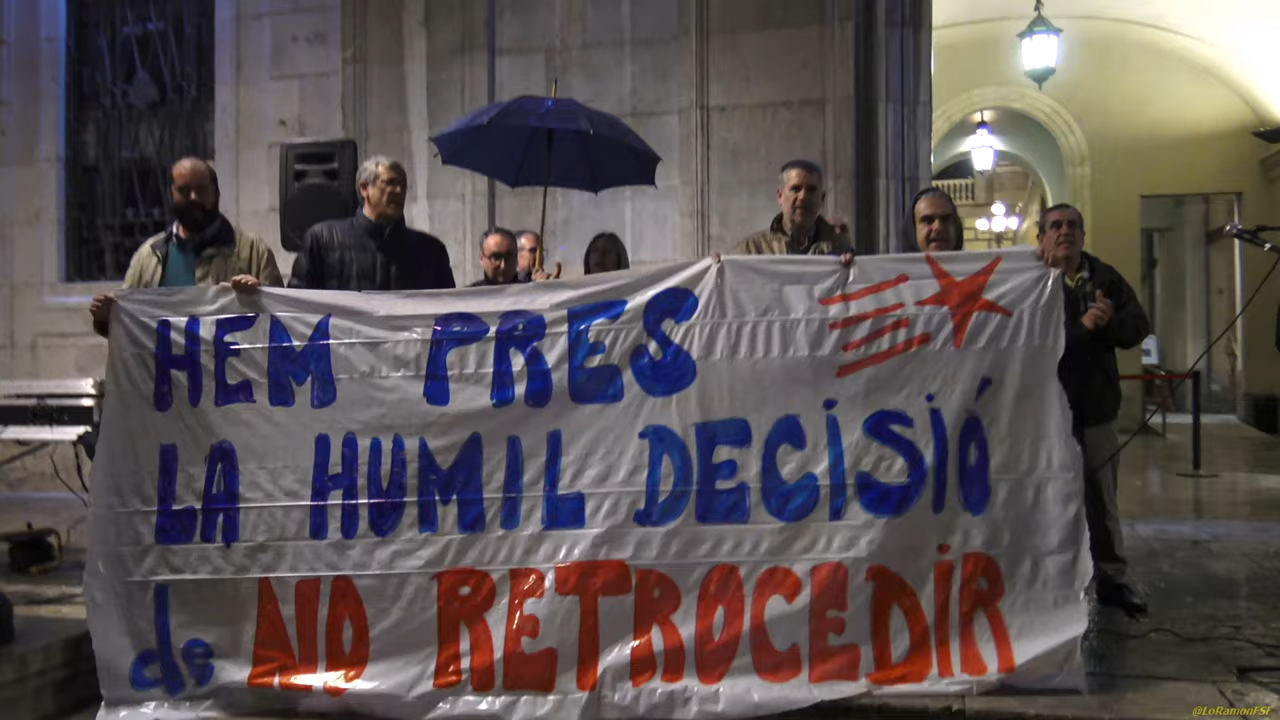 HEM PRES
LA HUMIL DECISIÓ
de NO RETROCEDIR
@LoRamonFSF